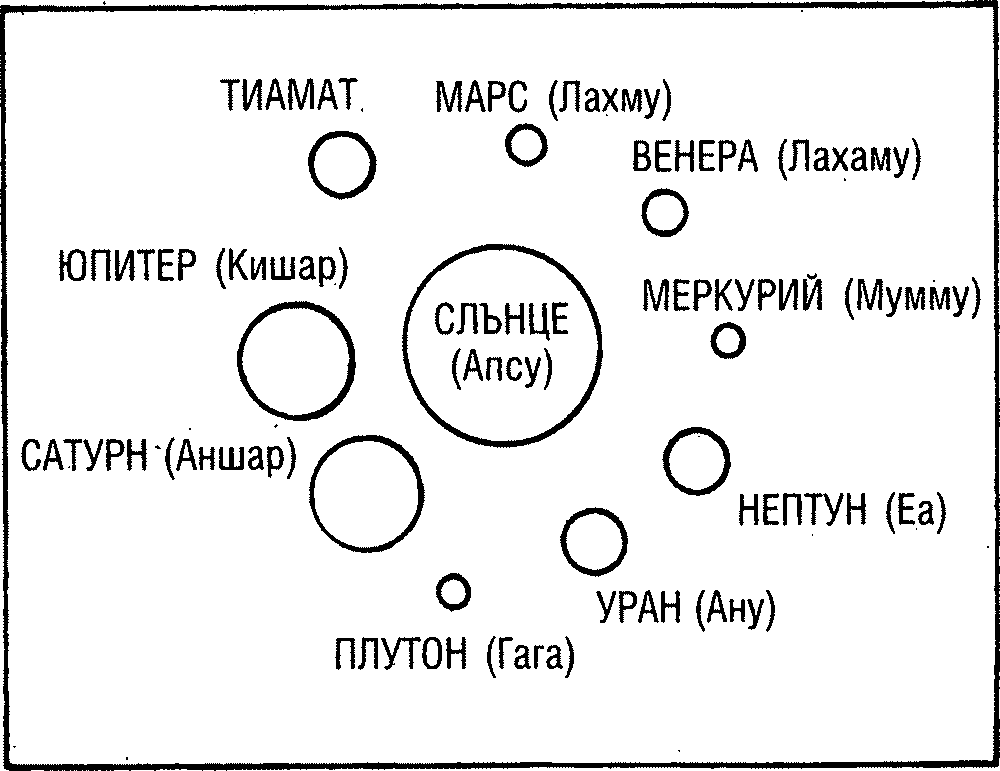 ТИАМАТ
МАРС (Лахму)
ВЕНЕРА (Лахаму)
ЮПИТЕР (Кишар)
МЕРКУРИЙ (Мумму)
СЛЪНЦЕ
(Апсу)
САТУРН (Аншар)
НЕПТУН (Еа)
УРАН (Ану)
ПЛУТОН (Гага)